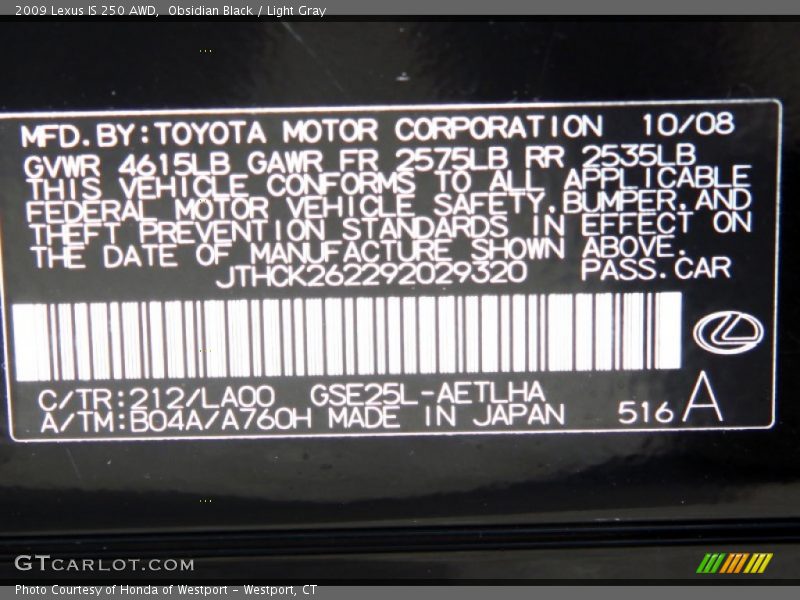 2009 Lexus IS 250 AWD,  Obsidian Black / Light Gray
MFD.BY:TOYOTA MOTOR CORPORATION 10/08
GVWR 4615LB GAWR FR 2575LB RR 2535LB
THIS VEHICLE CONFORMS TO ALL APPLICABLE
FEDERAL MOTOR VEHICLE SAFETY,BUMPER,AND
THEFT PREVENTION STANDARDS IN EFFECT ON
THE DATE OF MANUFACTURE SHOWN ABOVE.
JTHCK262292029320 PASS.CAR
C/TR:212/LA00 GSE25L-AETLHA
A/TM:B04A/A760H MADE IN JAPAN 516 A
GTCARLOT.COM
Photo Courtesy of Honda of Westport - Westport, CT